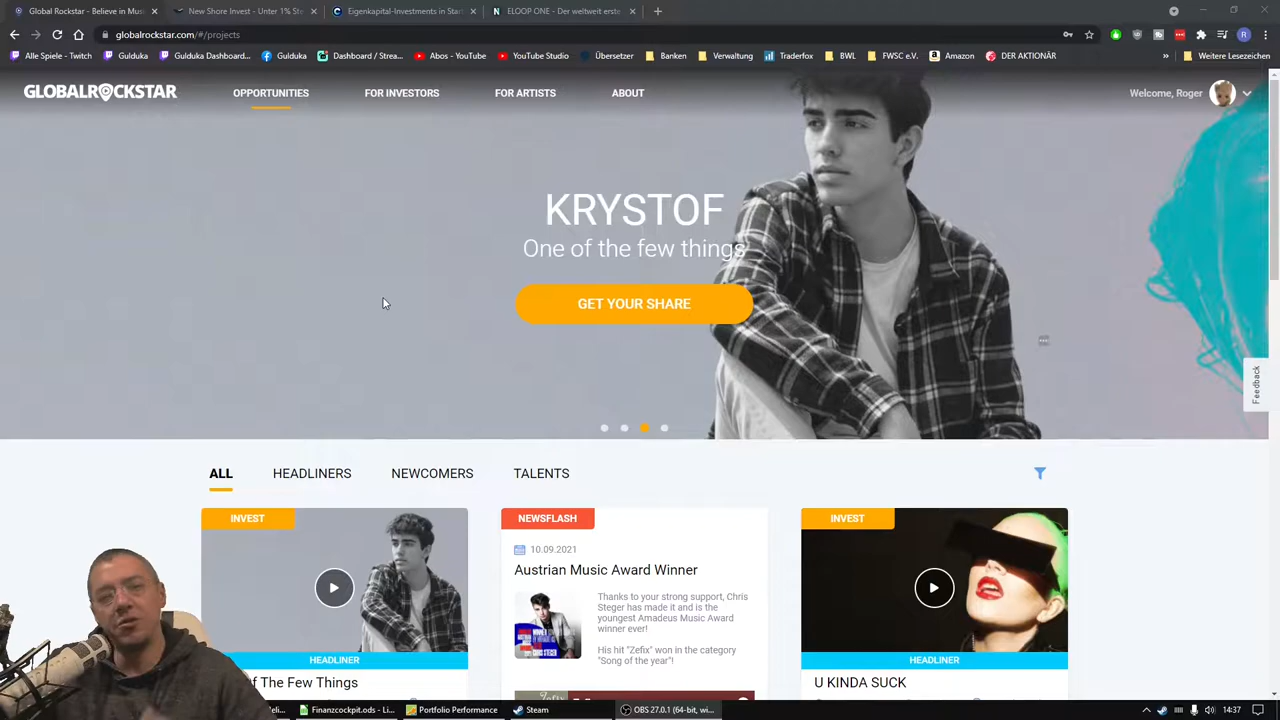 Global Rockstar - Invest in Mus
New Share Invest - Unter 1% Ste
Eigenkapital-Investments in Star
ELOOP ONE - Der weltweit erste
globalrockstar.com/#/projects
Alle Spiele - Twitch
Gulduka
Gulduka Dashboard...
Gulduka
Dashboard / Strea...
Abos - YouTube
YouTube Studio
Übersetzer
Banken
Verwaltung
Traderfox
BWL
FWSC e.V.
Amazon
DER AKTIONÄR
Weitere Lesezeichen
GLOBALROCKSTAR
OPPORTUNITIES
FOR INVESTORS
FOR ARTISTS
ABOUT
Welcome, Roger
KRYSTOF
One of the few things
GET YOUR SHARE
Feedback
ALL
HEADLINERS
NEWCOMERS
TALENTS
INVEST
HEADLINER
f The Few Things
NEWSFLASH
10.09.2021
Austrian Music Award Winner
Thanks to your strong support, Chris
Steger has made it and is the
youngest Amadeus Music Award
winner ever!
His hit "Zefix" won in the category
"Song of the year"!
INVEST
HEADLINER
U KINDA SUCK
Finanzcockpit.ods - Li...
Portfolio Performance
Steam
OBS 27.0.1 (64-bit, wi...
14:37